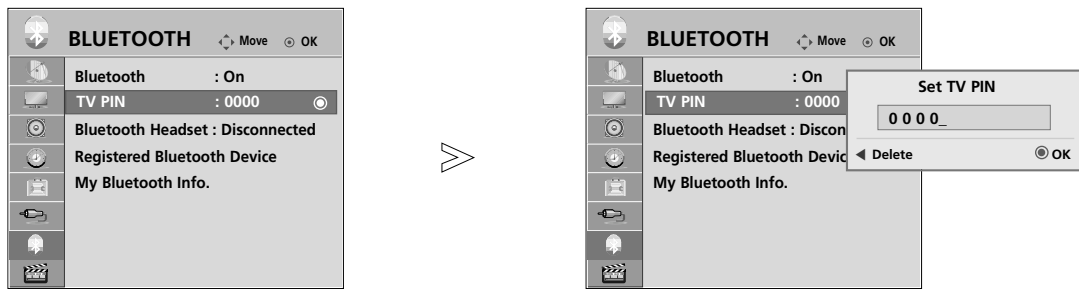 BLUETOOTH Move OK
Bluetooth : On
TV PIN : 0000
Bluetooth Headset : Disconnected
Registered Bluetooth Device
My Bluetooth Info.
BLUETOOTH Move OK
Bluetooth : On
TV PIN : 0000
Bluetooth Headset : Discon
Registered Bluetooth Devic
My Bluetooth Info.
Set TV PIN
0 0 0 0_
Delete OK